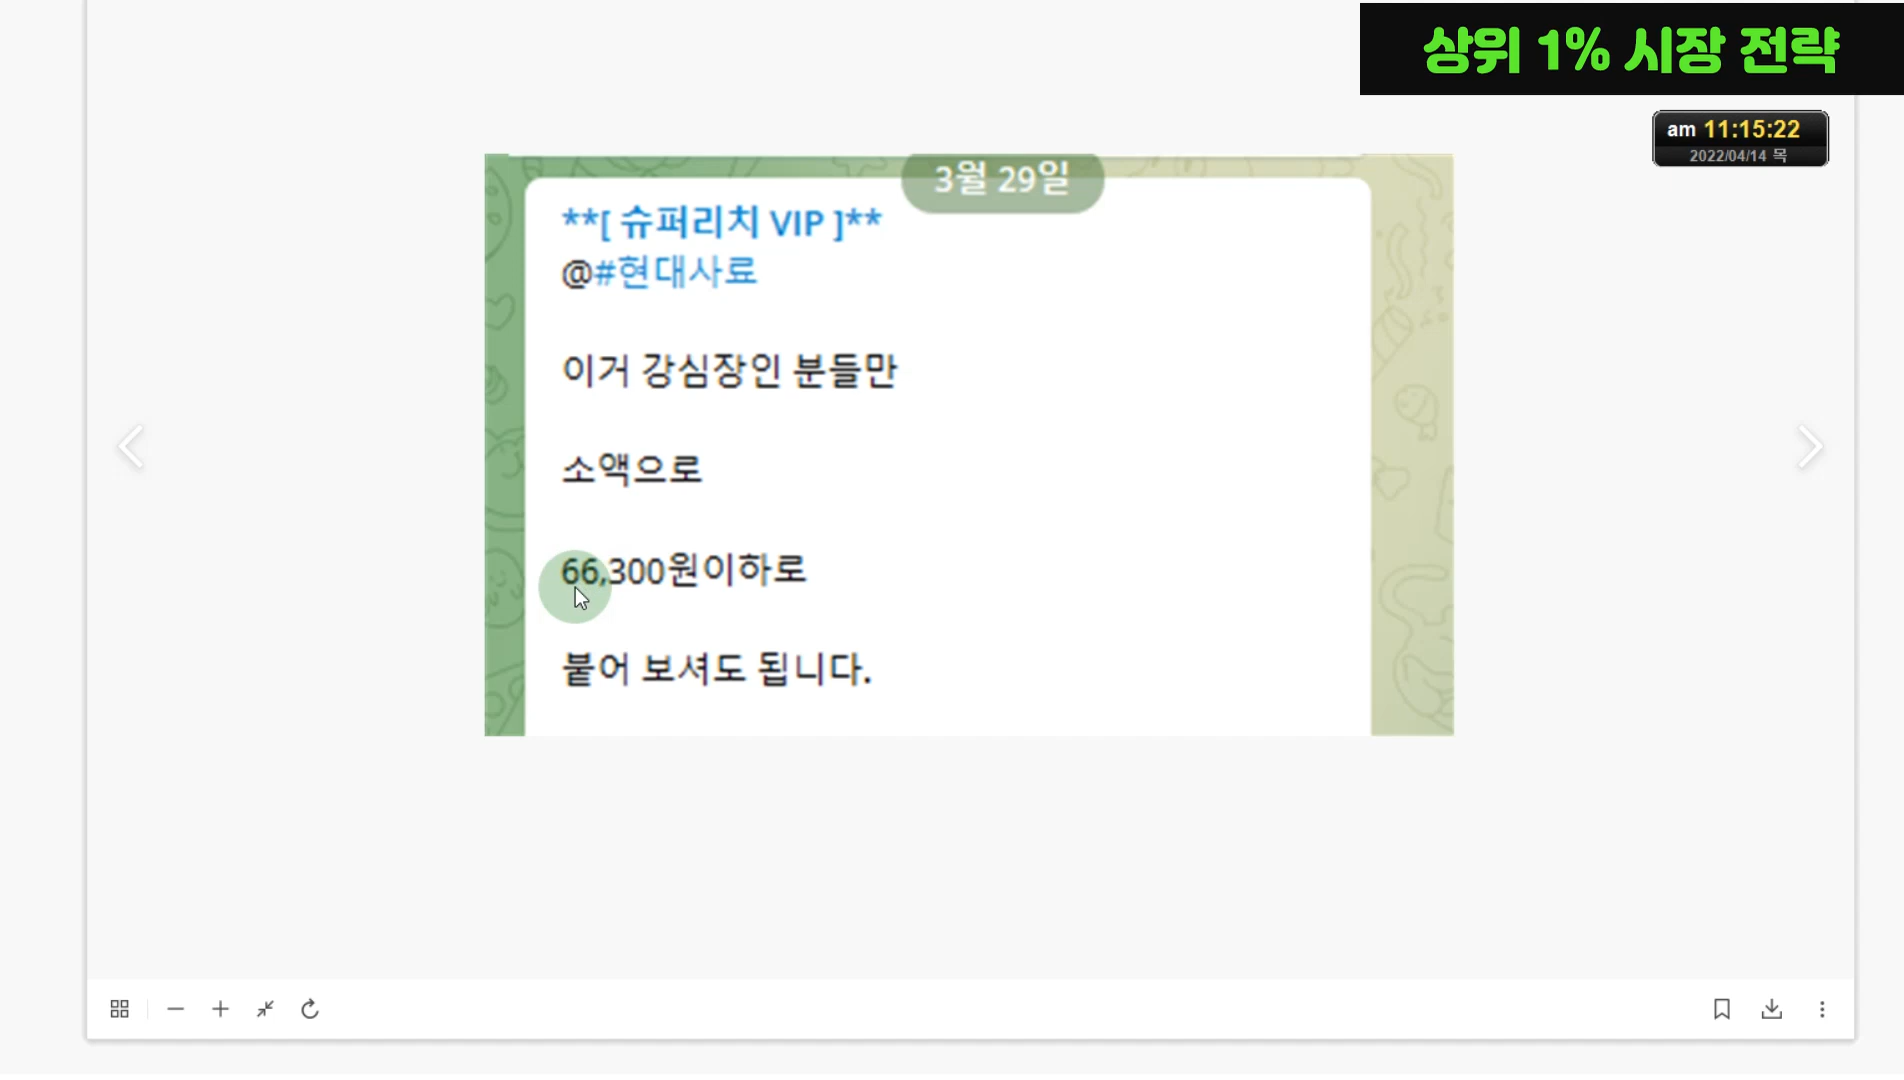 상위 1% 시장 전략
am 11:15:22
2022/04/14 목
3월 29일
**[ 슈퍼리치 VIP ]**
@#현대사료
이거 강심장인 분들만
소액으로
66,300원이하로
붙어 보셔도 됩니다.